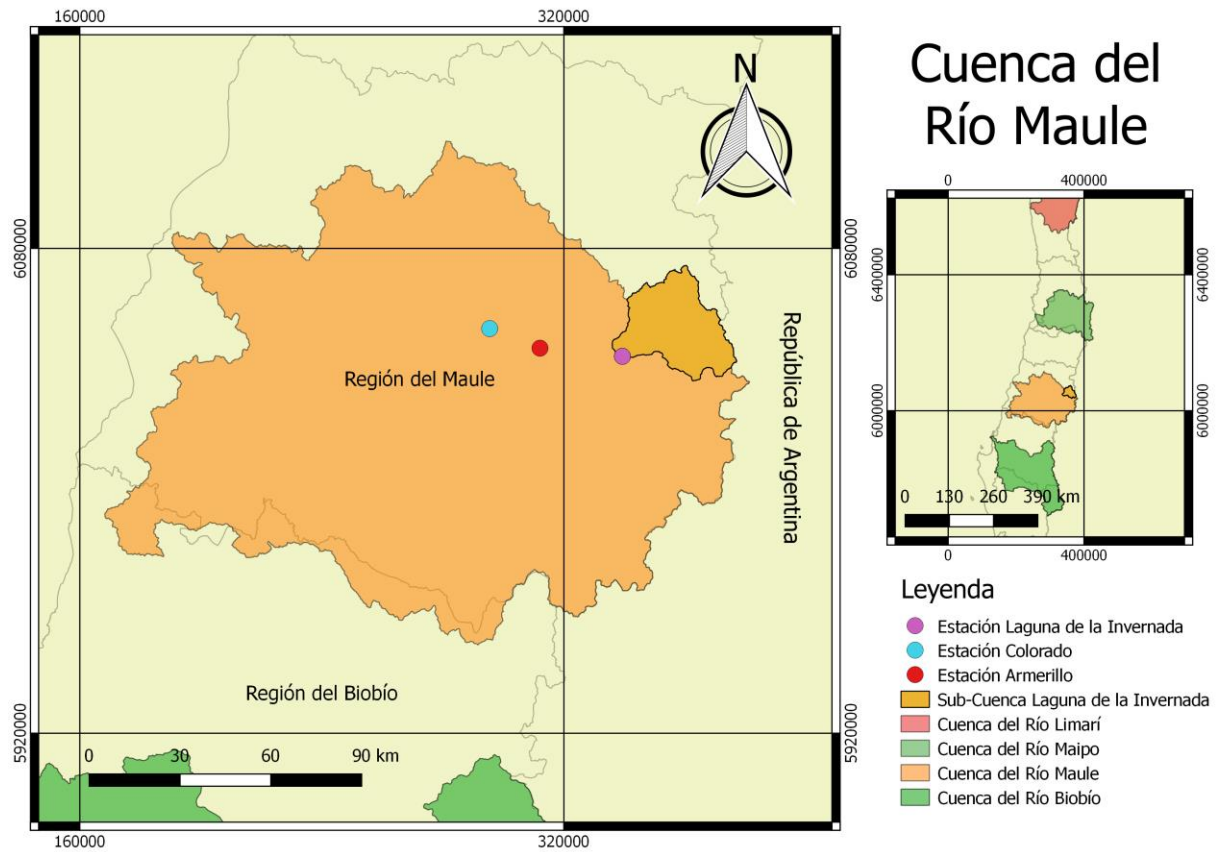 160000
320000
6080000
6080000
5920000
5920000
160000
320000
N
Región del Maule
República de Argentina
Región del Biobío
0 30 60 90 km
Cuenca del
Río Maule
0
400000
6400000
6400000
6000000
6000000
0 130 260 390 km
0
400000
Leyenda
Estación Laguna de la Invernada
Estación Colorado
Estación Armerillo
Sub-Cuenca Laguna de la Invernada
Cuenca del Río Limarí
Cuenca del Río Maipo
Cuenca del Río Maule
Cuenca del Río Biobío